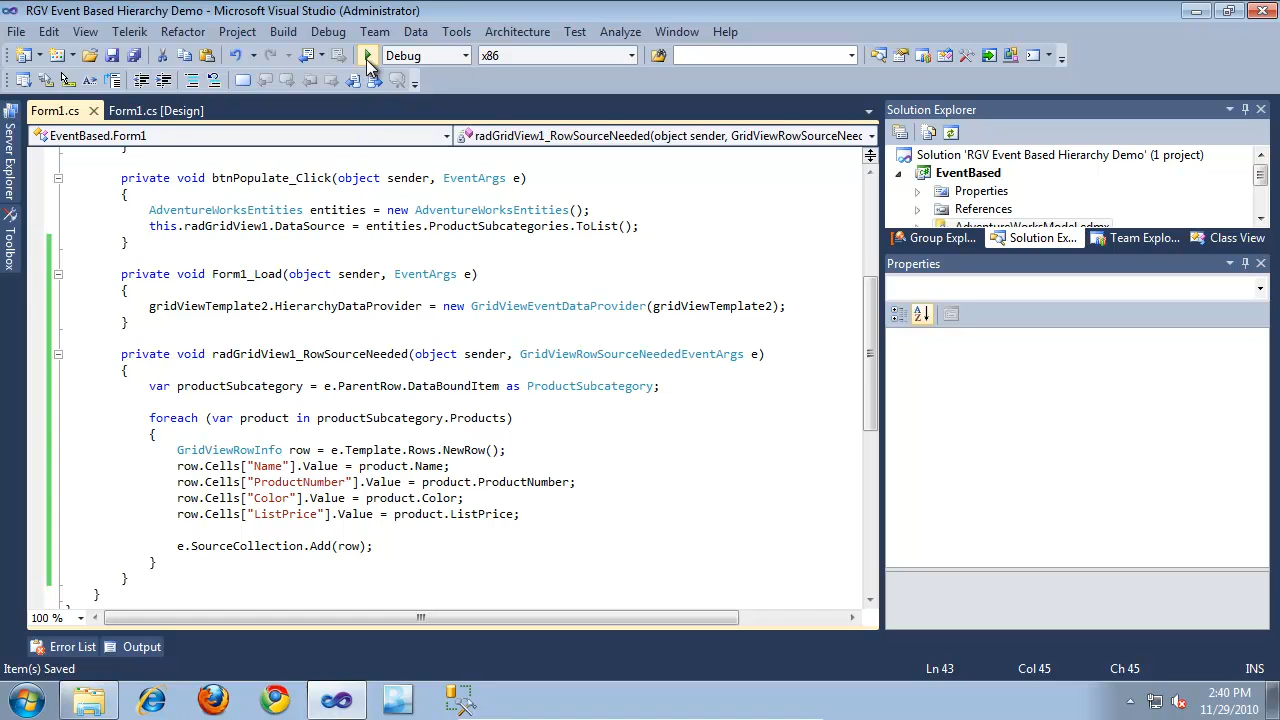 RGV Event Based Hierarchy Demo - Microsoft Visual Studio (Administrator)
File Edit View Telerik Refactor Project Build Debug Team Data Tools Architecture Test Analyze Window Help
Debug x86
Form1.cs Form1.cs [Design]
EventBased.Form1 radGridView1_RowSourceNeeded(object sender, GridViewRowSourceNeec
}
private void btnPopulate_Click(object sender, EventArgs e)
{
AdventureWorksEntities entities = new AdventureWorksEntities();
this.radGridView1.DataSource = entities.ProductSubcategories.ToList();
}
private void Form1_Load(object sender, EventArgs e)
{
gridViewTemplate2.HierarchyDataProvider = new GridViewEventDataProvider(gridViewTemplate2);
}
private void radGridView1_RowSourceNeeded(object sender, GridViewRowSourceNeededEventArgs e)
{
var productSubcategory = e.ParentRow.DataBoundItem as ProductSubcategory;
foreach (var product in productSubcategory.Products)
{
GridViewRowInfo row = e.Template.Rows.NewRow();
row.Cells["Name"].Value = product.Name;
row.Cells["ProductNumber"].Value = product.ProductNumber;
row.Cells["Color"].Value = product.Color;
row.Cells["ListPrice"].Value = product.ListPrice;
e.SourceCollection.Add(row);
}
}
}
100 %
Server Explorer
Toolbox
Solution Explorer
Solution 'RGV Event Based Hierarchy Demo' (1 project)
EventBased
Properties
References
AdventureWorksModel.edmx
Group Expl... Solution Ex... Team Explo... Class View
Properties
Error List Output
Item(s) Saved Ln 43 Col 45 Ch 45 INS
2:40 PM
11/29/2010